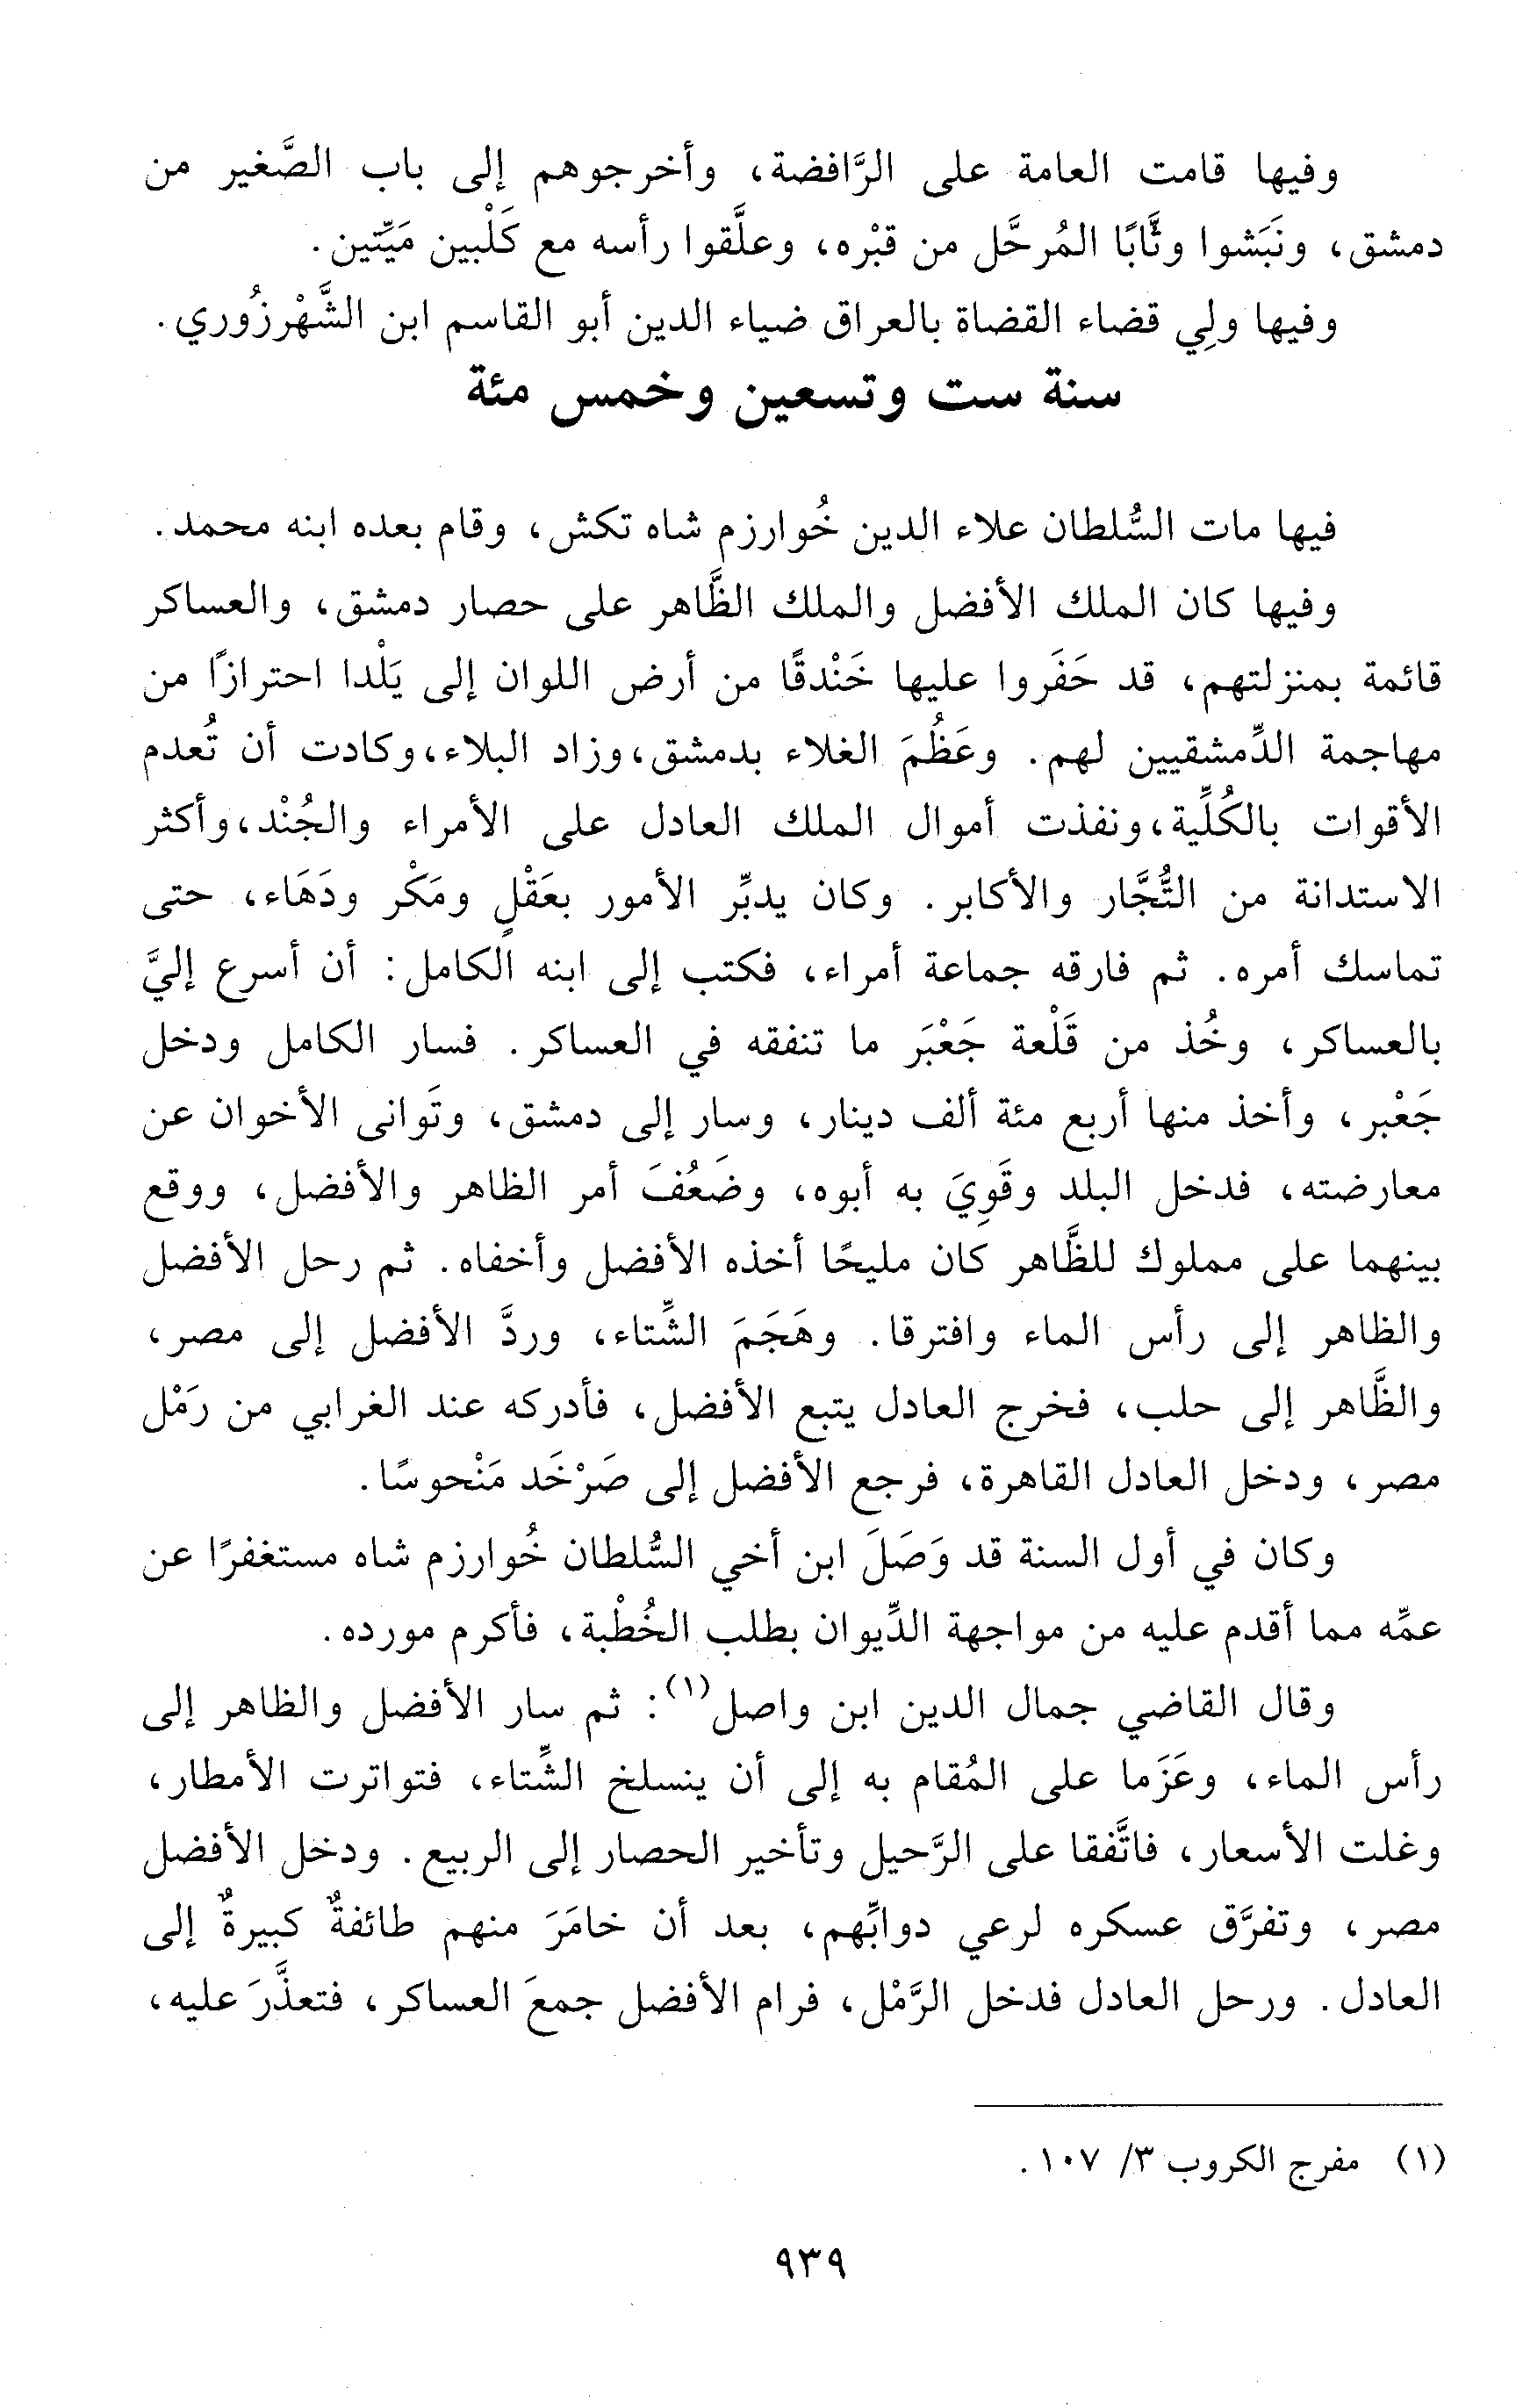 وفيها قامت العامة على الرَّافضة، وأخرجوهم إلى باب الصَّغير من
دمشق، ونَبَشوا وثَّابًا المُرحَّل من قبْره، وعلَّقوا رأسه مع كَلْبين مَيِّتين.
وفيها ولِي قضاء القضاة بالعراق ضياء الدين أبو القاسم ابن الشَّهْرزُوري.
سنة ست وتسعين وخمس مئة
فيها مات السُّلطان علاء الدين خُوارزم شاه تكش، وقام بعده ابنه محمد.
وفيها كان الملك الأفضل والملك الظَّاهر على حصار دمشق، والعساكر
قائمة بمنزلتهم، قد حَفَروا عليها خَنْدقًا من أرض اللوان إلى يَلْدا احترازًا من
مهاجمة الدِّمشقيين لهم. وعَظُمَ الغلاء بدمشق،وزاد البلاء،وكادت أن تُعدم
الأقوات بالكُلِّية،ونفذت أموال الملك العادل على الأمراء والجُنْد،وأكثر
الاستدانة من التُّجَّار والأكابر. وكان يدبِّر الأمور بعَقْلٍ ومَكْر ودَهَاء، حتى
تماسك أمره. ثم فارقه جماعة أمراء، فكتب إلى ابنه الكامل: أن أسرع إليَّ
بالعساكر، وخُذ من قَلْعة جَعْبَر ما تنفقه في العساكر. فسار الكامل ودخل
جَعْبر، وأخذ منها أربع مئة ألف دينار، وسار إلى دمشق، وتَوانى الأخوان عن
معارضته، فدخل البلد وقَوِيَ به أبوه، وضَعُفَ أمر الظاهر والأفضل، ووقع
بينهما على مملوك للظَّاهر كان مليحًا أخذه الأفضل وأخفاه. ثم رحل الأفضل
والظاهر إلى رأس الماء وافترقا. وهَجَمَ الشِّتاء، وردَّ الأفضل إلى مصر،
والظَّاهر إلى حلب، فخرج العادل يتبع الأفضل، فأدركه عند الغرابي من رَمْل
مصر، ودخل العادل القاهرة، فرجع الأفضل إلى صَرْخَد مَنْحوسًا.
وكان في أول السنة قد وَصَلَ ابن أخي السُّلطان خُوارزم شاه مستغفرًا عن
عمِّه مما أقدم عليه من مواجهة الدِّيوان بطلب الخُطْبة، فأكرم مورده.
وقال القاضي جمال الدين ابن واصل(١): ثم سار الأفضل والظاهر إلى
رأس الماء، وعَزَما على المُقام به إلى أن ينسلخ الشِّتاء، فتواترت الأمطار،
وغلت الأسعار، فاتَّفقا على الرَّحيل وتأخير الحصار إلى الربيع. ودخل الأفضل
مصر، وتفرَّق عسكره لرعي دوابِّهم، بعد أن خامَرَ منهم طائفةٌ كبيرةٌ إلى
العادل. ورحل العادل فدخل الرَّمْل، فرام الأفضل جمعَ العساكر، فتعذَّرَ عليه،
(١) مفرج الكروب ٣/ ١٠٧.
٩٣٩